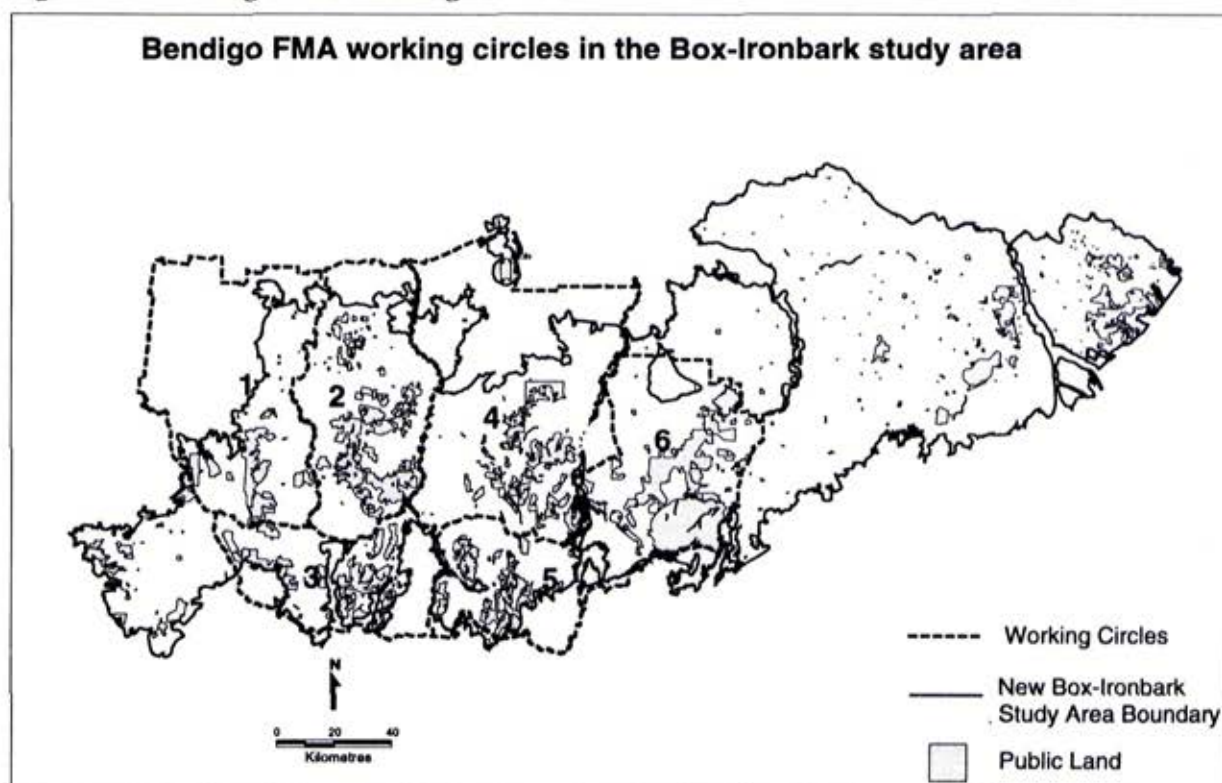 Bendigo FMA working circles in the Box-Ironbark study area
1
2
4
6
3
5
N
0 20 40
Kilometres
Working Circles
New Box-Ironbark
Study Area Boundary
Public Land